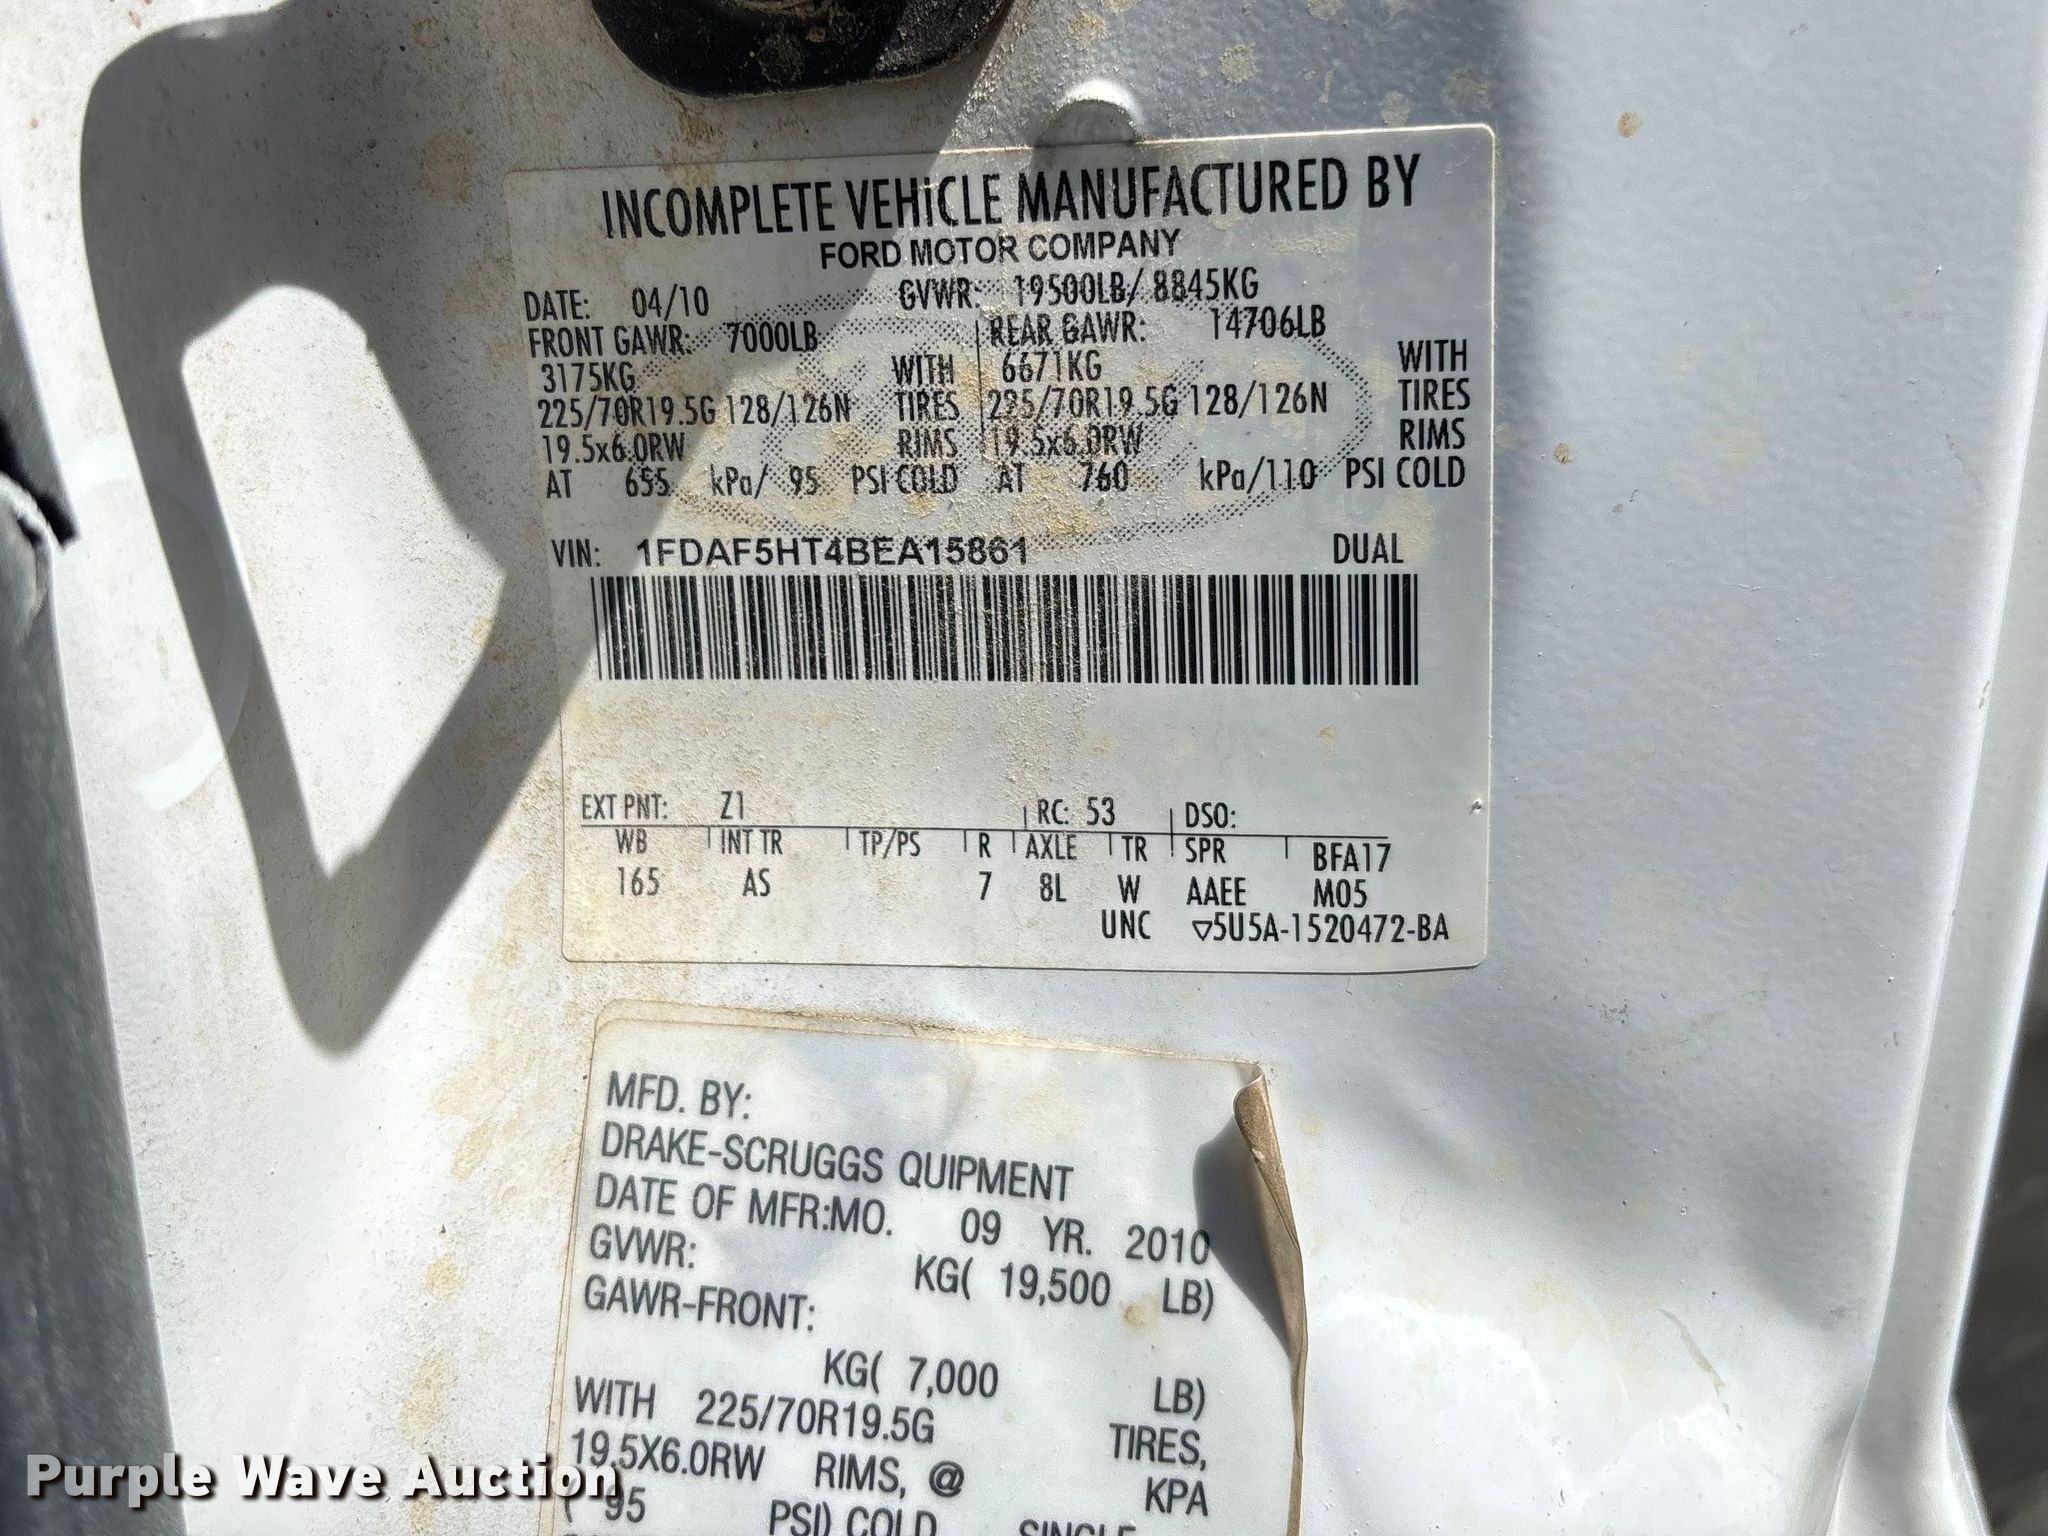 INCOMPLETE VEHICLE MANUFACTURED BY
FORD MOTOR COMPANY
DATE: 04/10 GVWR: 19500LB/ 8845KG
FRONT GAWR: 7000LB REAR GAWR: 14706LB
3175KG WITH 6671KG WITH
225/70R19.5G 128/126N TIRES 225/70R19.5G 128/126N TIRES
19.5x6.0RW RIMS 19.5x6.0RW RIMS
AT 655 kPa/ 95 PSI COLD AT 760 kPa/110 PSI COLD
VIN: 1FDAF5HT4BEA15861 DUAL
EXT PNT: Z1 RC: 53 DSO:
WB INT TR TP/PS R AXLE TR SPR BFA17
165 AS 7 8L W AAEE M05
UNC ▽5U5A-1520472-BA
MFD. BY:
DRAKE-SCRUGGS QUIPMENT
DATE OF MFR:MO. 09 YR. 2010
GVWR: KG( 19,500 LB)
GAWR-FRONT:
KG( 7,000 LB)
WITH 225/70R19.5G TIRES,
19.5X6.0RW RIMS, @ KPA
( 95 PSI) COLD SINGLE
Purple Wave Auction